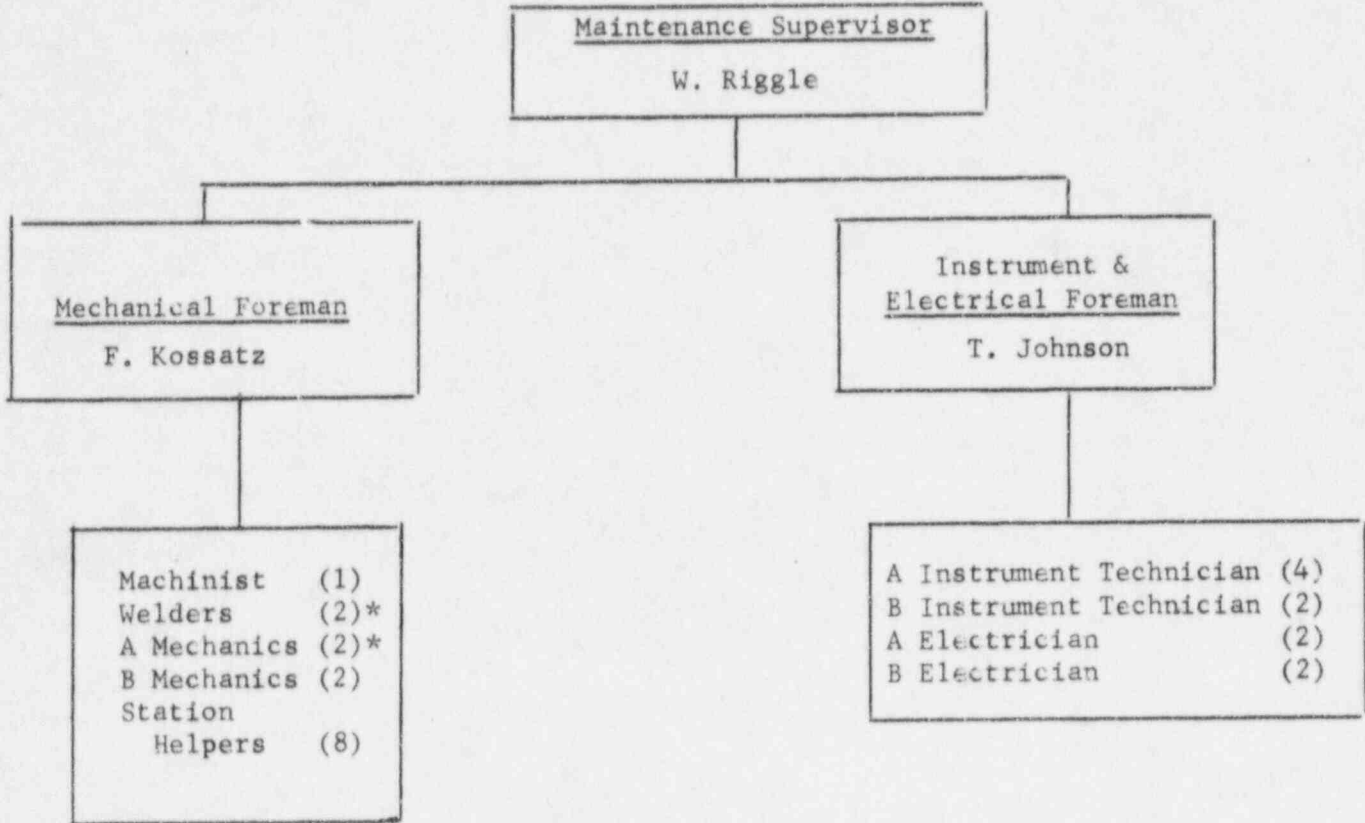 Maintenance Supervisor
W. Riggle
Mechanical Foreman
F. Kossatz
Instrument &
Electrical Foreman
T. Johnson
Machinist (1)
Welders (2)*
A Mechanics (2)*
B Mechanics (2)
Station
Helpers (8)
A Instrument Technician (4)
B Instrument Technician (2)
A Electrician (2)
B Electrician (2)